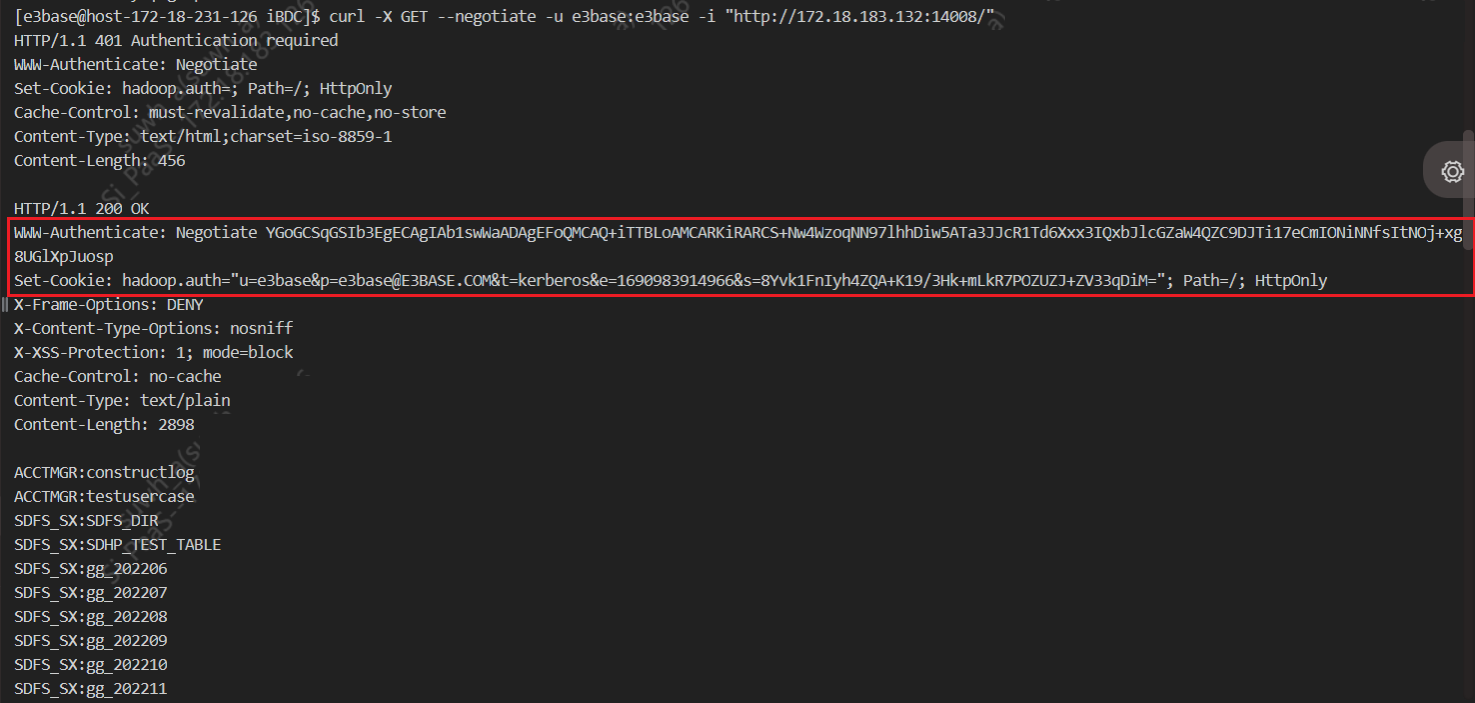 [e3base@host-172-18-231-126 iBDC]$ curl -X GET --negotiate -u e3base:e3base -i "http://172.18.183.132:14008/"
HTTP/1.1 401 Authentication required
WWW-Authenticate: Negotiate
Set-Cookie: hadoop.auth=; Path=/; HttpOnly
Cache-Control: must-revalidate,no-cache,no-store
Content-Type: text/html;charset=iso-8859-1
Content-Length: 456
HTTP/1.1 200 OK
WWW-Authenticate: Negotiate YGoGCSqGSIb3EgECAgIAb1swWaADAgEFoQMCAQ+iTTBLoAMCARKiRARCS+Nw4WzoqNN97lhhDiw5ATa3JJcR1Td6Xxx3IQxbJlcGZaW4QZC9DJTi17eCmIONiNNfsItNOj+xg
8UGlXpJuosp
Set-Cookie: hadoop.auth="u=e3base&p=e3base@E3BASE.COM&t=kerberos&e=1690983914966&s=8Yvk1FnIyh4ZQA+K19/3Hk+mLkR7POZUZJ+ZV33qDiM="; Path=/; HttpOnly
X-Frame-Options: DENY
X-Content-Type-Options: nosniff
X-XSS-Protection: 1; mode=block
Cache-Control: no-cache
Content-Type: text/plain
Content-Length: 2898
ACCTMGR:constructlog
ACCTMGR:testusercase
SDFS_SX:SDFS_DIR
SDFS_SX:SDHP_TEST_TABLE
SDFS_SX:gg_202206
SDFS_SX:gg_202207
SDFS_SX:gg_202208
SDFS_SX:gg_202209
SDFS_SX:gg_202210
SDFS_SX:gg_202211